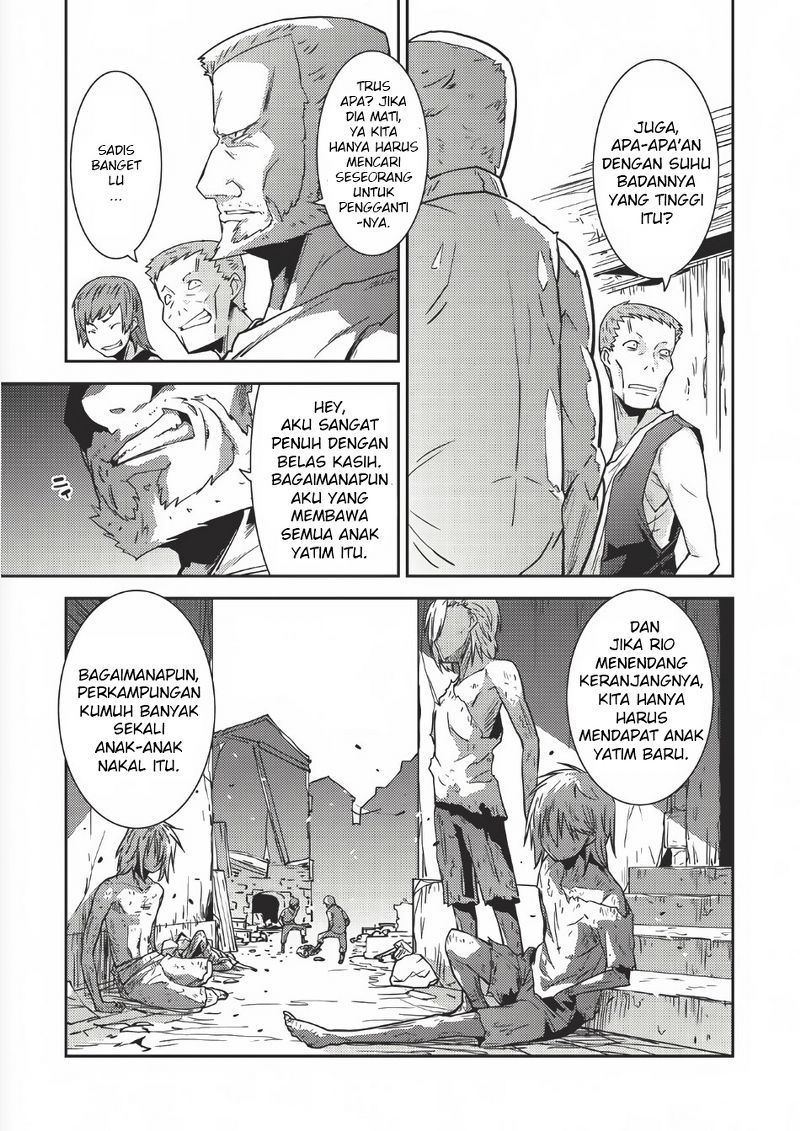 JUGA,
APA-APA'AN
DENGAN SUHU
BADANNYA
YANG TINGGI
ITU?
TRUS
APA? JIKA
DIA MATI,
YA KITA
HANYA HARUS
MENCARI
SESEORANG
UNTUK
PENGGANTI
-NYA.
SADIS
BANGET
LU
...
HEY,
AKU SANGAT
PENUH DENGAN
BELAS KASIH.
BAGAIMANAPUN
AKU YANG
MEMBAWA
SEMUA ANAK
YATIM ITU.
ニヤ
DAN
JIKA RIO
MENENDANG
KERANJANGNYA,
KITA HANYA
HARUS
MENDAPAT ANAK
YATIM BARU.
BAGAIMANAPUN,
PERKAMPUNGAN
KUMUH BANYAK
SEKALI
ANAK-ANAK
NAKAL ITU.